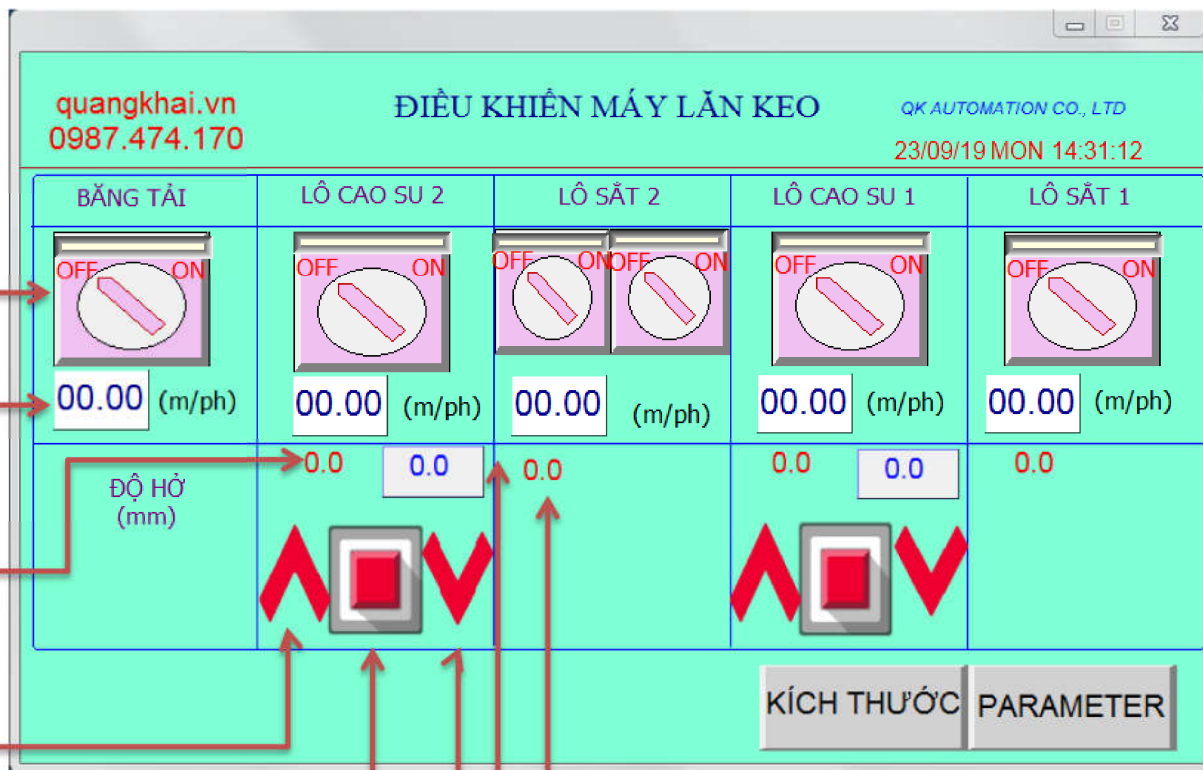 quangkhai.vn
0987.474.170
ĐIỀU KHIỂN MÁY LĂN KEO
QK AUTOMATION CO., LTD
23/09/19 MON 14:31:12
BĂNG TẢI
LÔ CAO SU 2
LÔ SẮT 2
LÔ CAO SU 1
LÔ SẮT 1
OFF ON
OFF ON
OFF ON
OFF ON
OFF ON
OFF ON
00.00 (m/ph)
00.00 (m/ph)
00.00 (m/ph)
00.00 (m/ph)
00.00 (m/ph)
ĐỘ HỞ
(mm)
0.0
0.0
0.0
0.0
0.0
0.0
KÍCH THƯỚC
PARAMETER